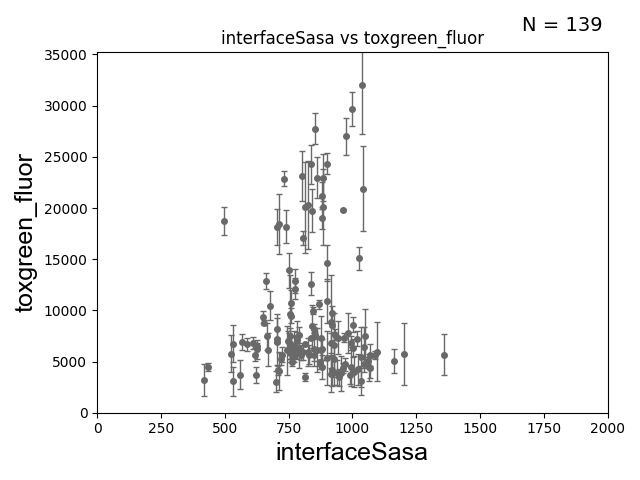 N = 139
interfaceSasa vs toxgreen_fluor
35000
30000
25000
20000
15000
10000
5000
0
toxgreen_fluor
0 250 500 750 1000 1250 1500 1750 2000
interfaceSasa